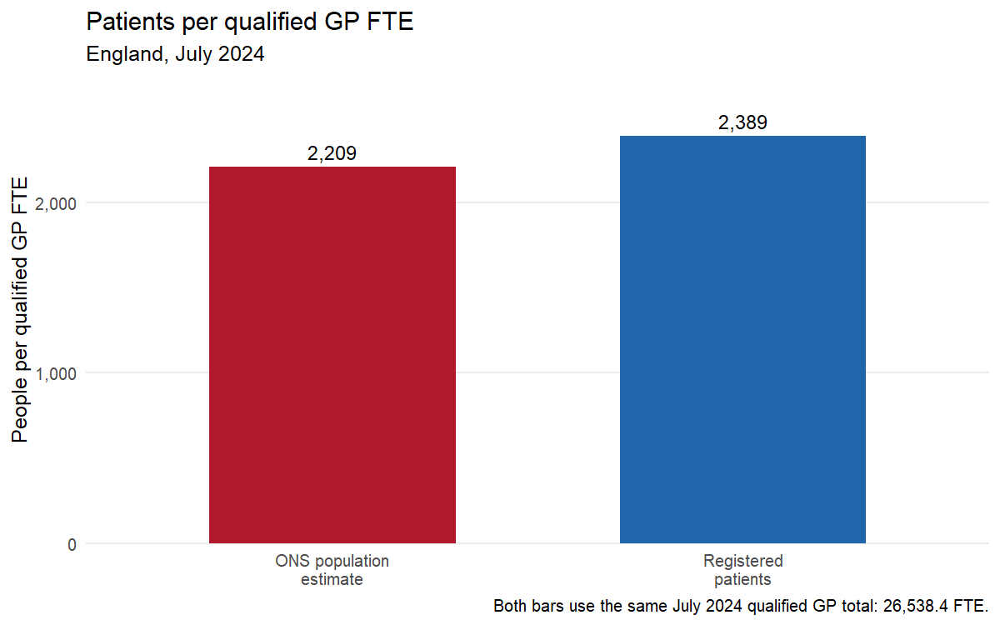 Patients per qualified GP FTE
England, July 2024
People per qualified GP FTE
2,000
1,000
0
2,209
2,389
ONS population
estimate
Registered
patients
Both bars use the same July 2024 qualified GP total: 26,538.4 FTE.